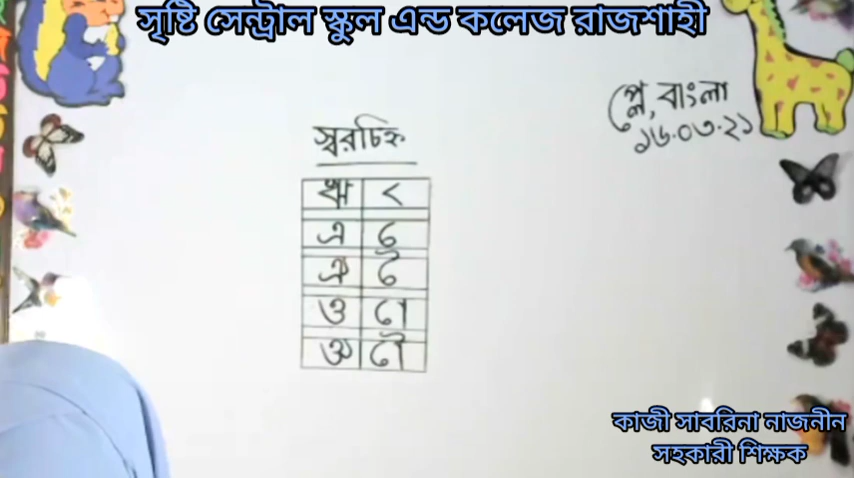 সৃষ্টি সেন্ট্রাল স্কুল এন্ড কলেজ রাজশাহী
প্লে, বাংলা
১৬.০৩.২১
স্বরচিহ্ন
ঋ ৃ
এ ে
ঐ ৈ
ও ো
ঔ ৌ
কাজী সাবরিনা নাজনীন
সহকারী শিক্ষক